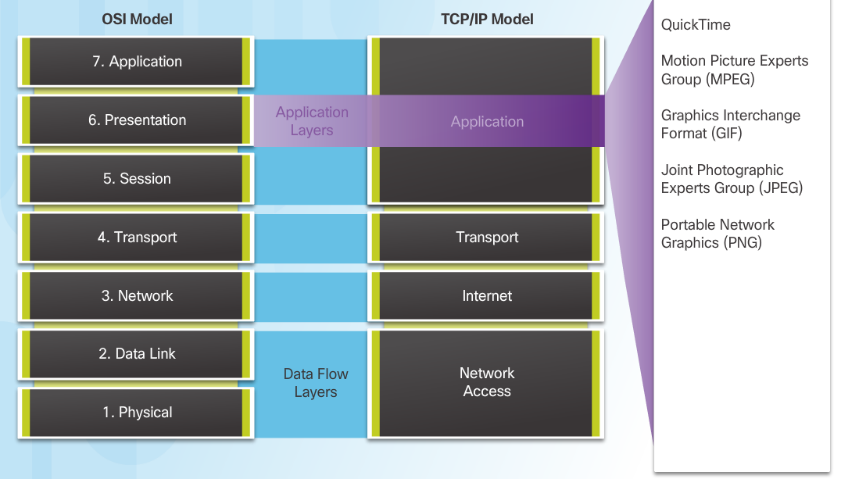 OSI Model
TCP/IP Model
7. Application
6. Presentation
5. Session
4. Transport
3. Network
2. Data Link
1. Physical
Application
Layers
Data Flow
Layers
Application
Transport
Internet
Network
Access
QuickTime
Motion Picture Experts
Group (MPEG)
Graphics Interchange
Format (GIF)
Joint Photographic
Experts Group (JPEG)
Portable Network
Graphics (PNG)